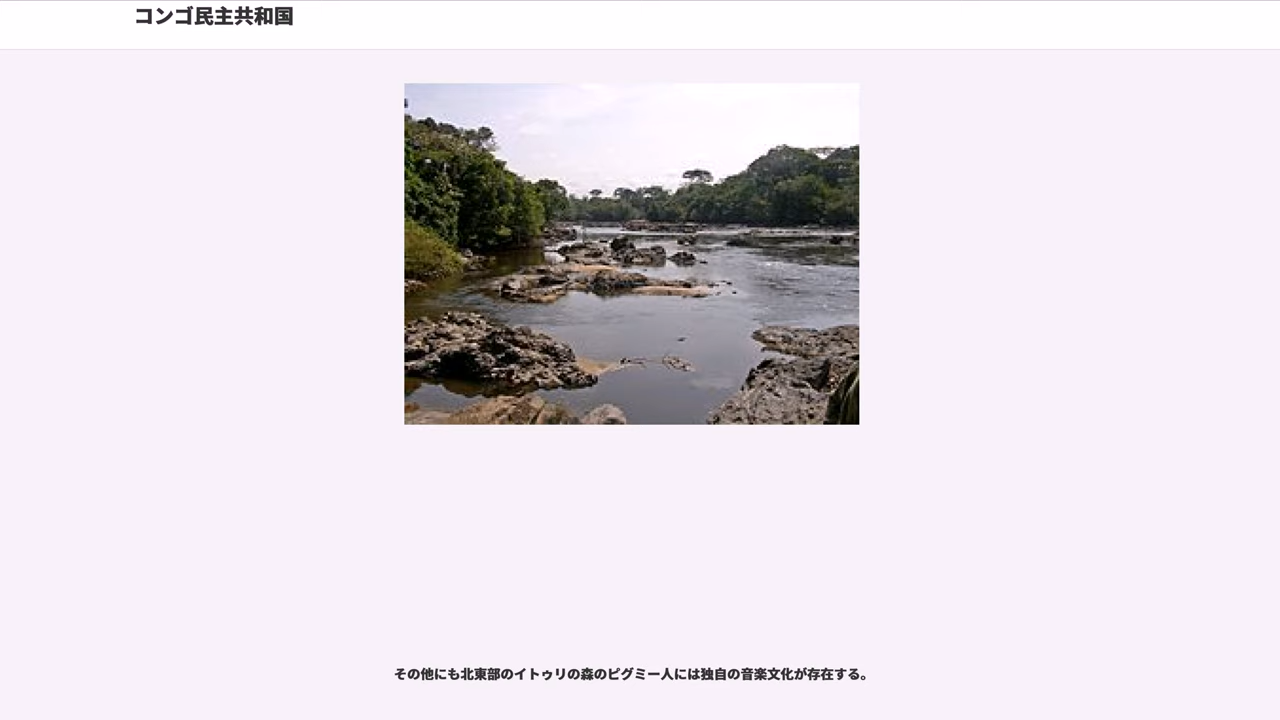 コンゴ民主共和国
その他にも北東部のイトゥリの森のピグミー人には独自の音楽文化が存在する。